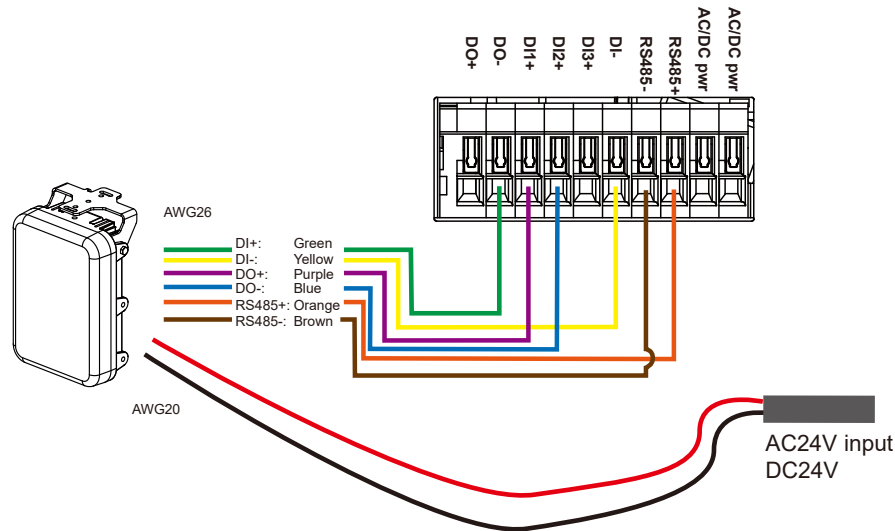 DO+
DO-
DI1+
DI2+
DI3+
DI-
RS485-
RS485+
AC/DC pwr
AC/DC pwr
AWG26
DI+: Green
DI-: Yellow
DO+: Purple
DO-: Blue
RS485+: Orange
RS485-: Brown
AWG20
AC24V input
DC24V